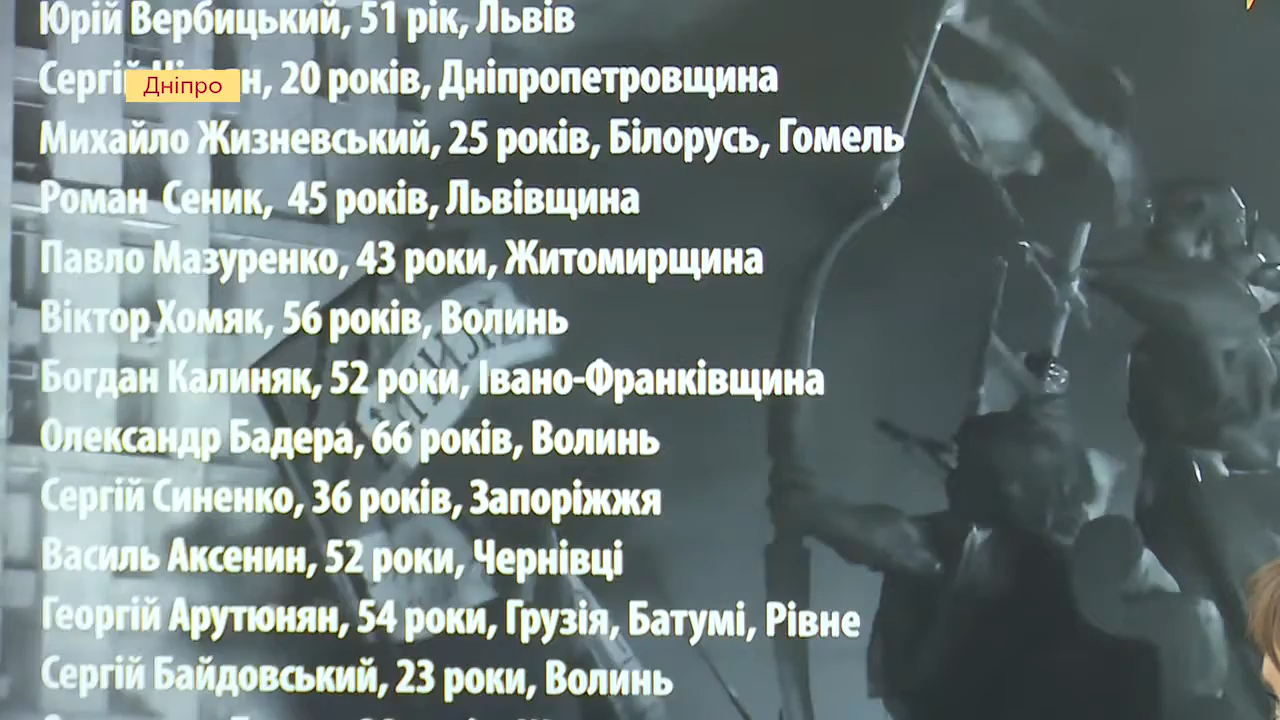 Юрій Вербицький, 51 рік, Львів
Сергій н, 20 років, Дніпропетровщина
Дніпро
Михайло Жизневський, 25 років, Білорусь, Гомель
Роман Сеник, 45 років, Львівщина
Павло Мазуренко, 43 роки, Житомирщина
Віктор Хомяк, 56 років, Волинь
Богдан Калиняк, 52 роки, Івано-Франківщина
Олександр Бадера, 66 років, Волинь
Сергій Синенко, 36 років, Запоріжжя
Василь Аксенин, 52 роки, Чернівці
Георгій Арутюнян, 54 роки, Грузія, Батумі, Рівне
Сергій Байдовський, 23 роки, Волинь